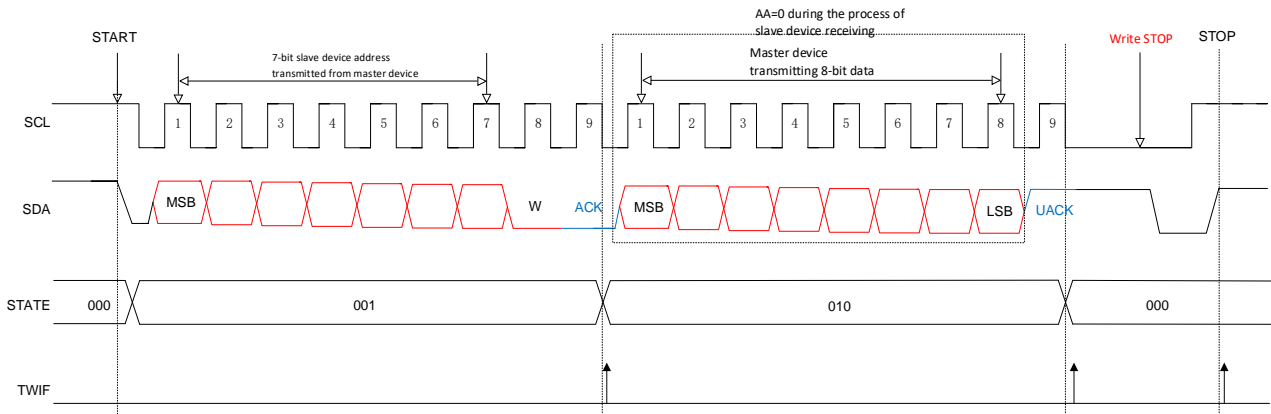 AA=0 during the process of
slave device receiving
START
7-bit slave device address
transmitted from master device
Master device
transmitting 8-bit data
Write STOP
STOP
SCL
1 2 3 4 5 6 7 8 9 1 2 3 4 5 6 7 8 9
SDA
MSB W ACK MSB LSB UACK
STATE
000 001 010 000
TWIF